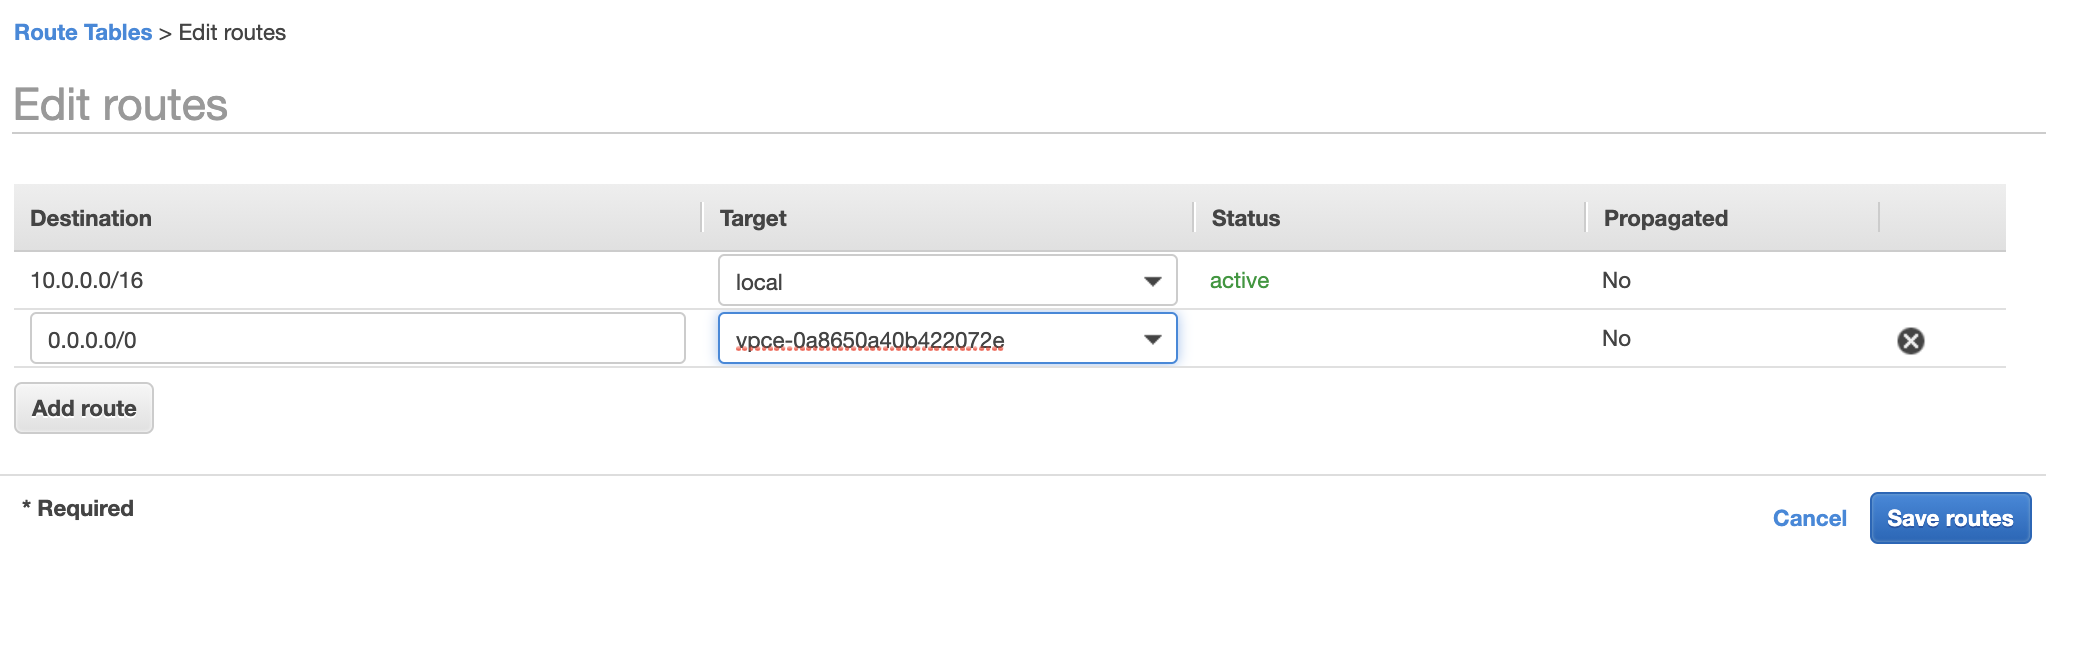 Route Tables > Edit routes
Edit routes
Destination Target Status Propagated
10.0.0.0/16 local active No
0.0.0.0/0 vpce-0a8650a40b422072e No
Add route
* Required
Cancel Save routes